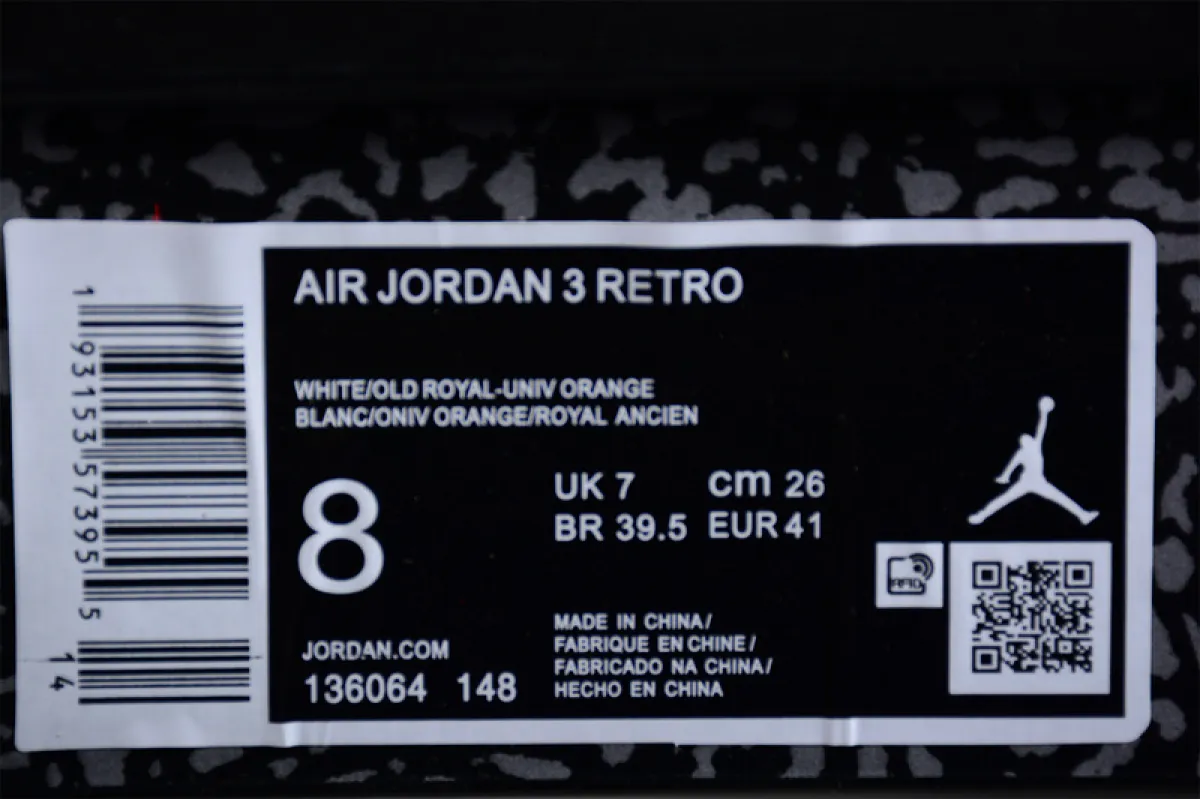 AIR JORDAN 3 RETRO
WHITE/OLD ROYAL-UNIV ORANGE
BLANC/ONIV ORANGE/ROYAL ANCIEN
8
UK 7 cm 26
BR 39.5 EUR 41
RFID
JORDAN.COM
136064 148
MADE IN CHINA/
FABRIQUE EN CHINE/
FABRICADO NA CHINA/
HECHO EN CHINA
1 93153 57395 5
14